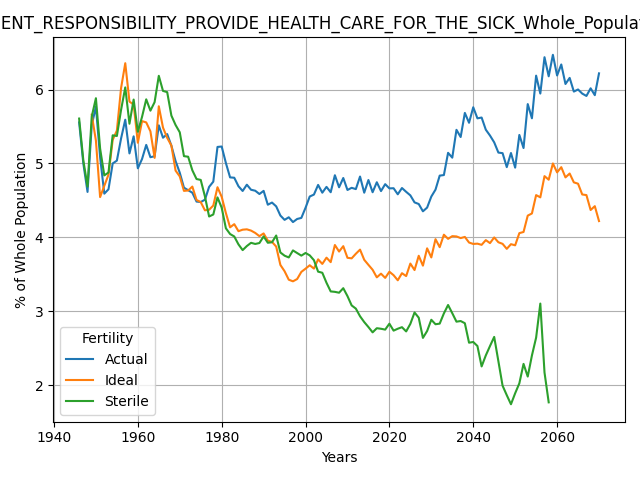 ENT_RESPONSIBILITY_PROVIDE_HEALTH_CARE_FOR_THE_SICK_Whole_Popula
% of Whole Population
6
5
4
3
2
Fertility
Actual
Ideal
Sterile
1940 1960 1980 2000 2020 2040 2060
Years